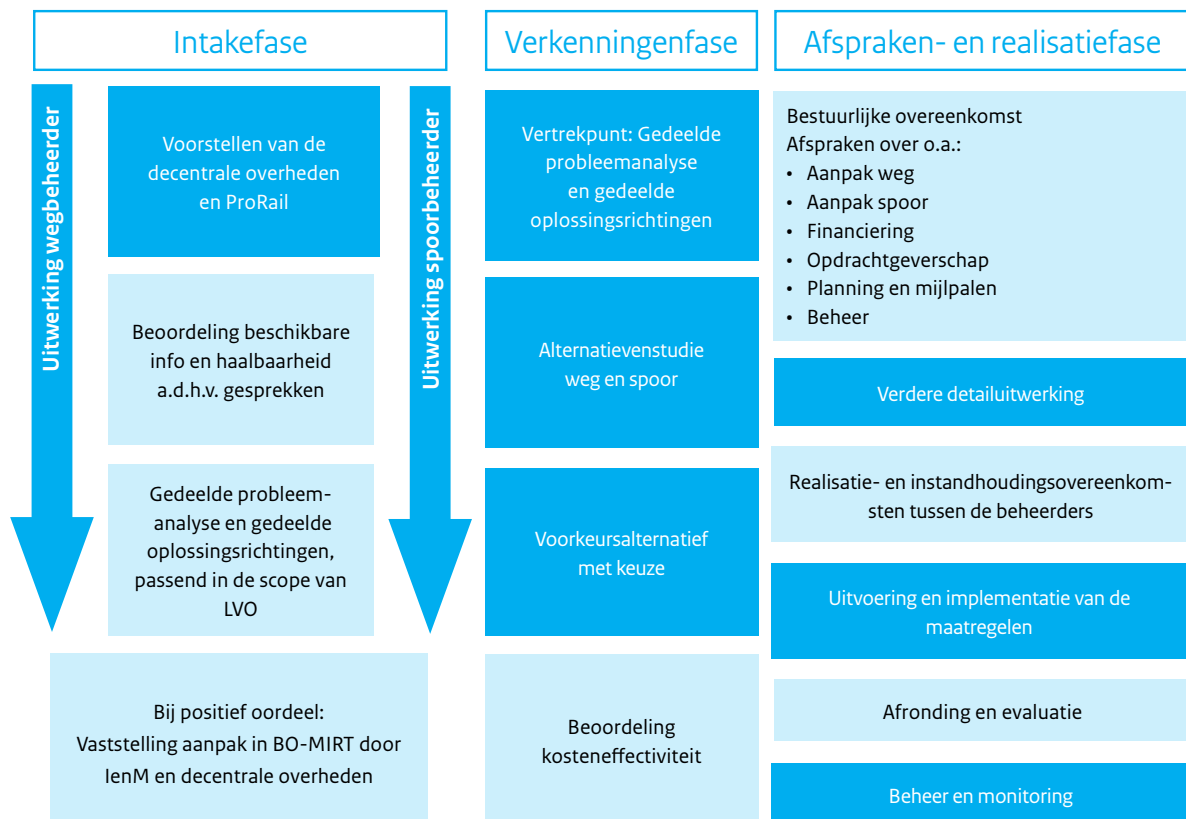 Intakefase
Uitwerking wegbeheerder
Voorstellen van de
decentrale overheden
en ProRail
Beoordeling beschikbare
info en haalbaarheid
a.d.h.v. gesprekken
Gedeelde probleem-
analyse en gedeelde
oplossingsrichtingen,
passend in de scope van
LVO
Uitwerking spoorbeheerder
Bij positief oordeel:
Vaststelling aanpak in BO-MIRT door
IenM en decentrale overheden
Verkenningenfase
Vertrekpunt: Gedeelde
probleemanalyse
en gedeelde
oplossingsrichtingen
Alternatievenstudie
weg en spoor
Voorkeursalternatief
met keuze
Beoordeling
kosteneffectiviteit
Afspraken- en realisatiefase
Bestuurlijke overeenkomst
Afspraken over o.a.:
• Aanpak weg
• Aanpak spoor
• Financiering
• Opdrachtgeverschap
• Planning en mijlpalen
• Beheer
Verdere detailuitwerking
Realisatie- en instandhoudingsovereenkom-
sten tussen de beheerders
Uitvoering en implementatie van de
maatregelen
Afronding en evaluatie
Beheer en monitoring